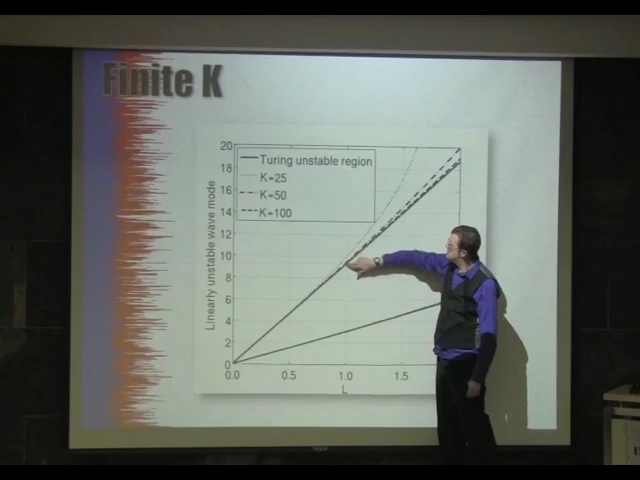 Finite K
20
18
16
14
12
10
8
6
4
2
0
Linearly unstable wave mode
Turing unstable region
K=25
K=50
K=100
0.0 0.5 1.0 1.5
L